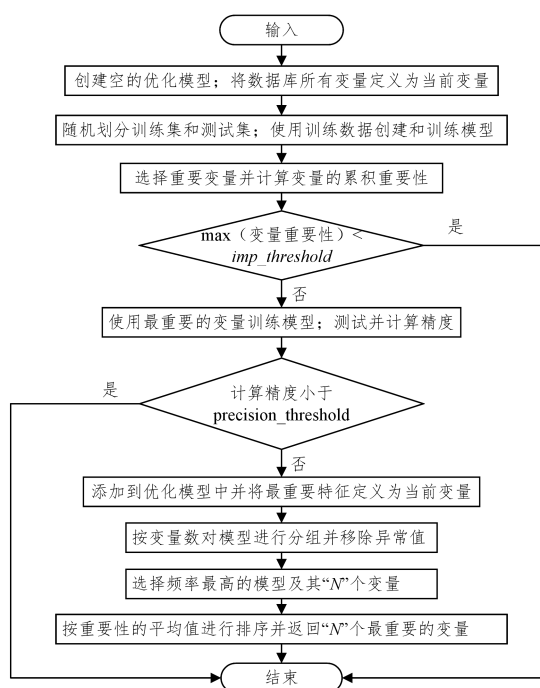 输入
创建空的优化模型；将数据库所有变量定义为当前变量
随机划分训练集和测试集；使用训练数据创建和训练模型
选择重要变量并计算变量的累积重要性
max（变量重要性）<
imp_threshold
是
否
使用最重要的变量训练模型；测试并计算精度
是
计算精度小于
precision_threshold
否
添加到优化模型中并将最重要特征定义为当前变量
按变量数对模型进行分组并移除异常值
选择频率最高的模型及其“N”个变量
按重要性的平均值进行排序并返回“N”个最重要的变量
结束